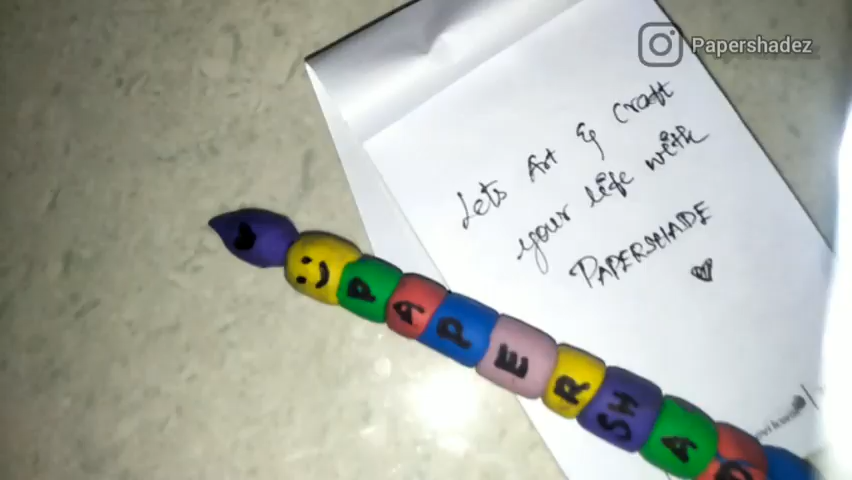 Papershadez
Lets Art & Craft
your life with
PAPERSHADE
P A P E R SH A D